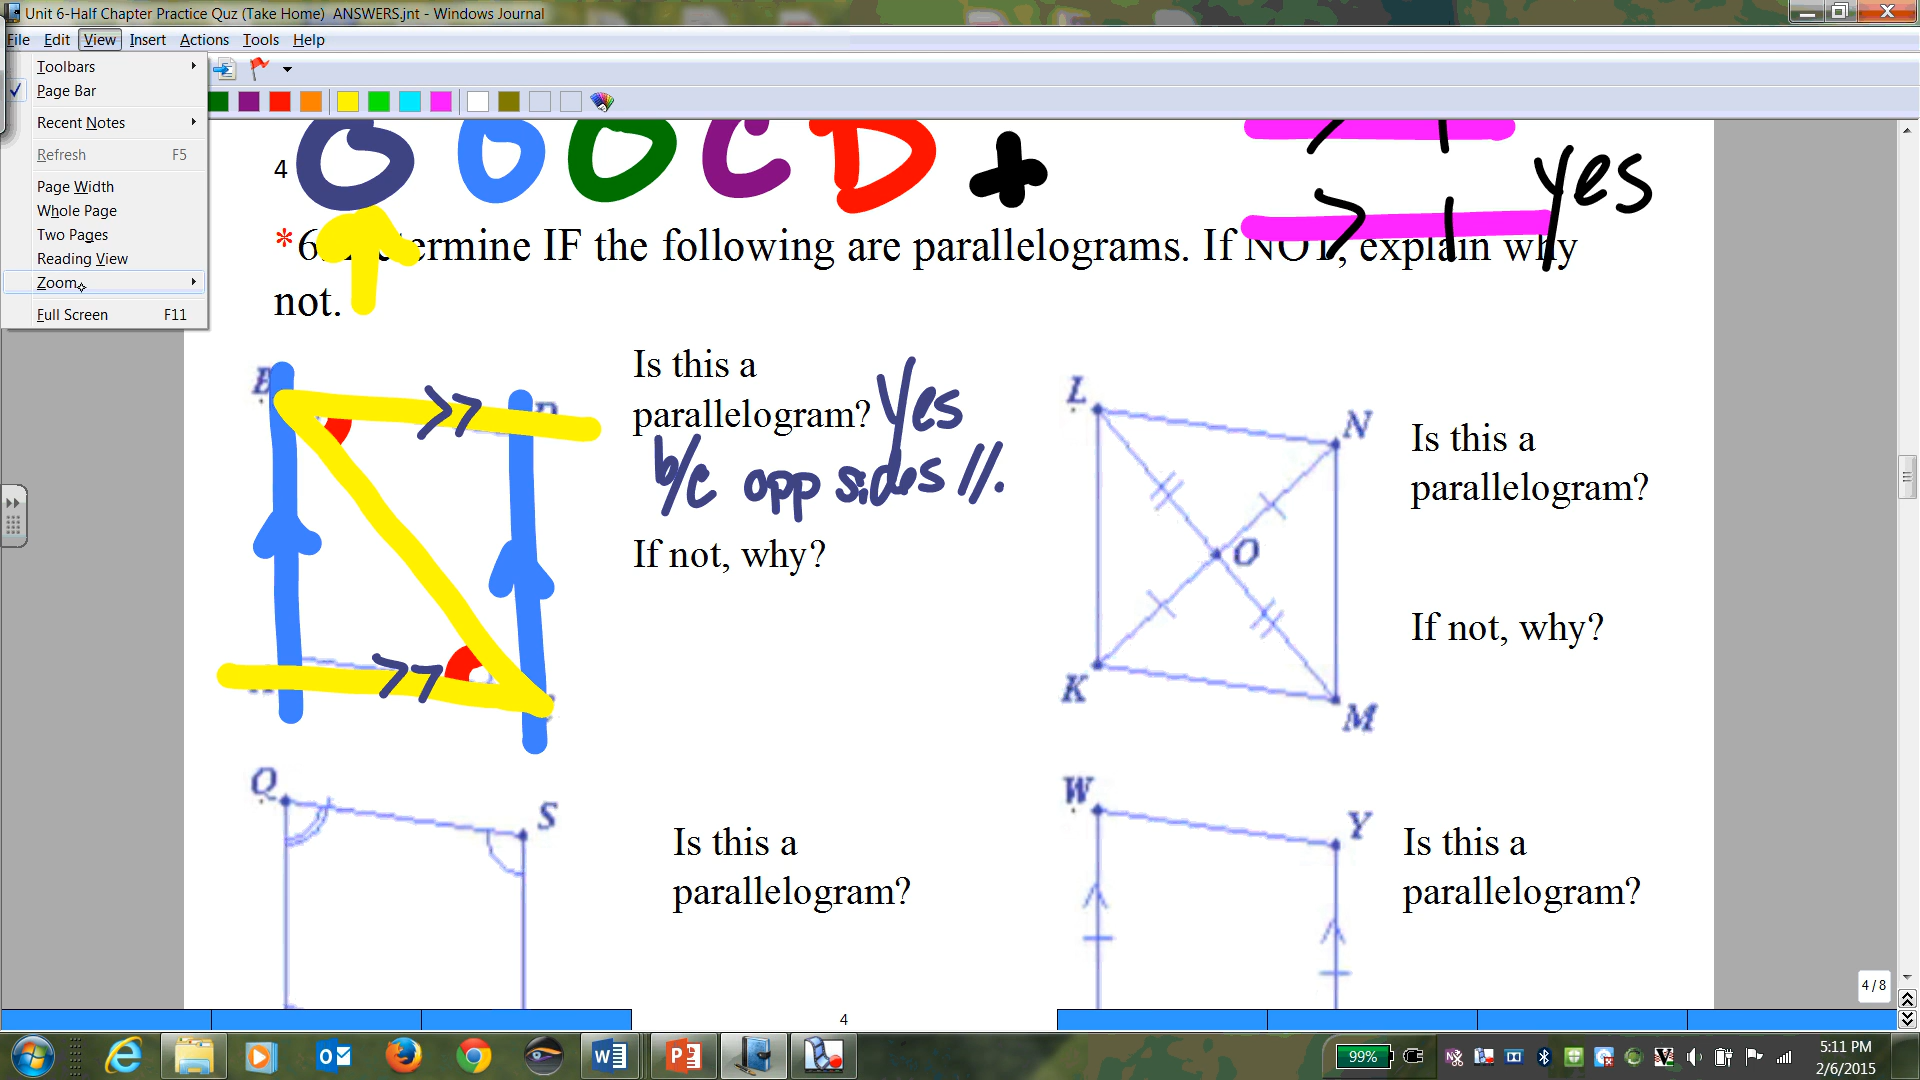 Unit 6-Half Chapter Practice Quz (Take Home) ANSWERS.jnt - Windows Journal
File Edit View Insert Actions Tools Help
Toolbars
Page Bar
Recent Notes
Refresh F5
Page Width
Whole Page
Two Pages
Reading View
Zoom
Full Screen F11
4
C D +
yes
*6. Determine IF the following are parallelograms. If NOT, explain why
not.
B D
Is this a
parallelogram? Yes
b/c opp sides //.
If not, why?
L N
O
K M
Is this a
parallelogram?
If not, why?
Q S
Is this a
parallelogram?
W Y
Is this a
parallelogram?
4 / 8
4
99%
5:11 PM
2/6/2015